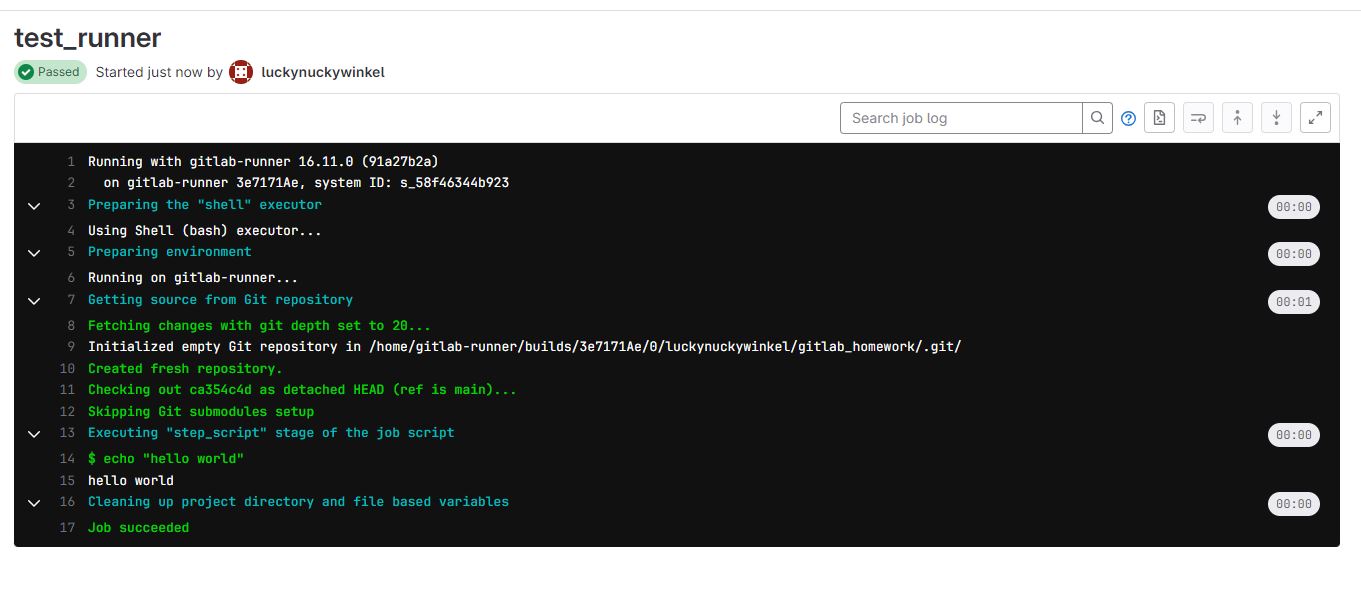 test_runner
Passed Started just now by luckynuckywinkel
Search job log
1 Running with gitlab-runner 16.11.0 (91a27b2a)
2 on gitlab-runner 3e7171Ae, system ID: s_58f46344b923
3 Preparing the "shell" executor 00:00
4 Using Shell (bash) executor...
5 Preparing environment 00:00
6 Running on gitlab-runner...
7 Getting source from Git repository 00:01
8 Fetching changes with git depth set to 20...
9 Initialized empty Git repository in /home/gitlab-runner/builds/3e7171Ae/0/luckynuckywinkel/gitlab_homework/.git/
10 Created fresh repository.
11 Checking out ca354c4d as detached HEAD (ref is main)...
12 Skipping Git submodules setup
13 Executing "step_script" stage of the job script 00:00
14 $ echo "hello world"
15 hello world
16 Cleaning up project directory and file based variables 00:00
17 Job succeeded